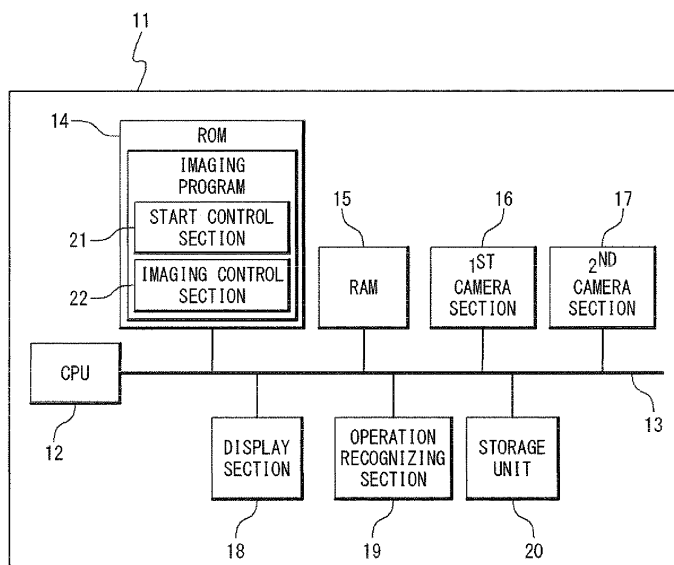 11
14
ROM
IMAGING
PROGRAM
START CONTROL
SECTION
21
IMAGING CONTROL
SECTION
22
15
RAM
16
1ST
CAMERA
SECTION
17
2ND
CAMERA
SECTION
CPU
12
13
DISPLAY
SECTION
18
OPERATION
RECOGNIZING
SECTION
19
STORAGE
UNIT
20